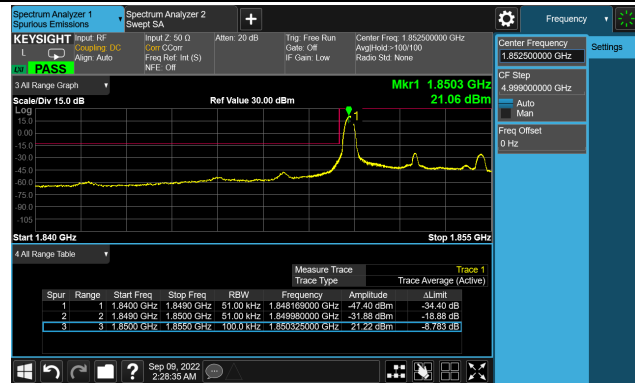 Spectrum Analyzer 1
Spurious Emissions
Spectrum Analyzer 2
Swept SA
Frequency
KEYSIGHT
L
LXI
PASS
Input: RF
Coupling: DC
Align: Auto
Input Z: 50 Ω
Corr CCorr
Freq Ref: Int (S)
NFE: Off
Atten: 20 dB
Trig: Free Run
Gate: Off
IF Gain: Low
Center Freq: 1.852500000 GHz
Avg|Hold:>100/100
Radio Std: None
Center Frequency
1.852500000 GHz
Settings
CF Step
4.999000000 GHz
Auto
Man
Freq Offset
0 Hz
3 All Range Graph
Mkr1 1.8503 GHz
21.06 dBm
Scale/Div 15.0 dB
Ref Value 30.00 dBm
Log
15.0
0.00
-15.0
-30.0
-45.0
-60.0
-75.0
-90.0
-105
1
Start 1.840 GHz
Stop 1.855 GHz
4 All Range Table
Measure Trace Trace 1
Trace Type Trace Average (Active)
Spur Range Start Freq Stop Freq RBW Frequency Amplitude ΔLimit
1 1 1.8400 GHz 1.8490 GHz 51.00 kHz 1.848169000 GHz -47.40 dBm -34.40 dB
2 2 1.8490 GHz 1.8500 GHz 51.00 kHz 1.849980000 GHz -31.88 dBm -18.88 dB
3 3 1.8500 GHz 1.8550 GHz 100.0 kHz 1.850325000 GHz 21.22 dBm -8.783 dB
Sep 09, 2022
2:28:35 AM